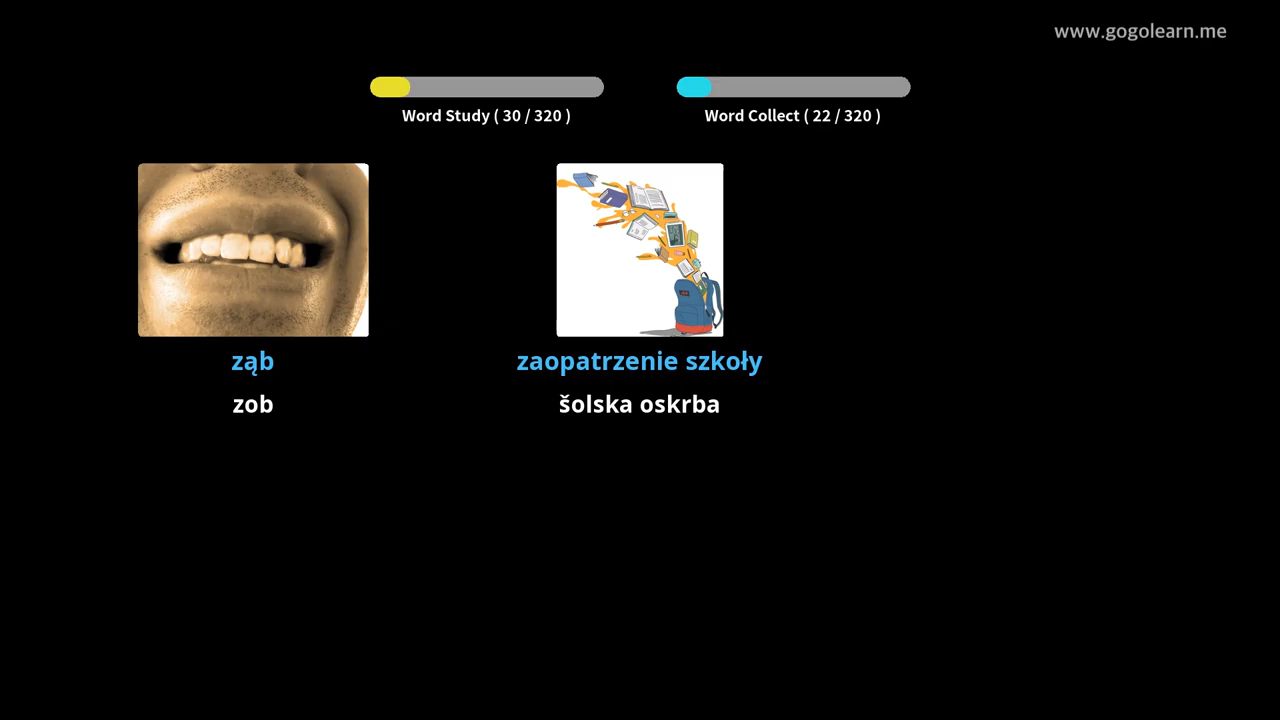 www.gogolearn.me
Word Study ( 30 / 320 )
Word Collect ( 22 / 320 )
ząb
zaopatrzenie szkoły
zob
šolska oskrba